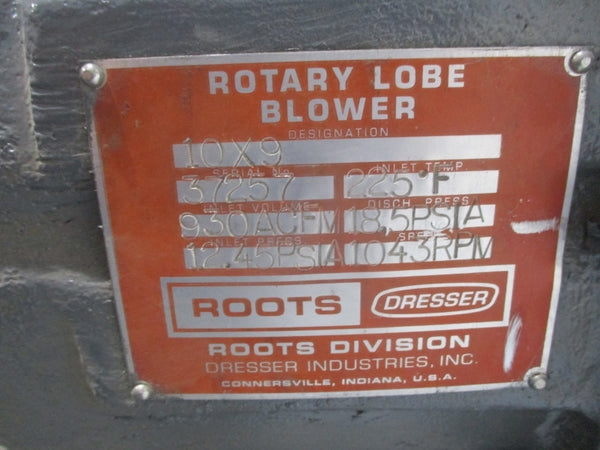 ROTARY LOBE
BLOWER
DESIGNATION
10X9
SERIAL No. INLET TEMP
37257 225°F
INLET VOLUME DISCH PRESS
930ACFM 18.5PSIA
INLET PRESS SPEED
12.45PSIA 1043RPM
ROOTS DRESSER
ROOTS DIVISION
DRESSER INDUSTRIES, INC.
CONNERSVILLE, INDIANA, U.S.A.